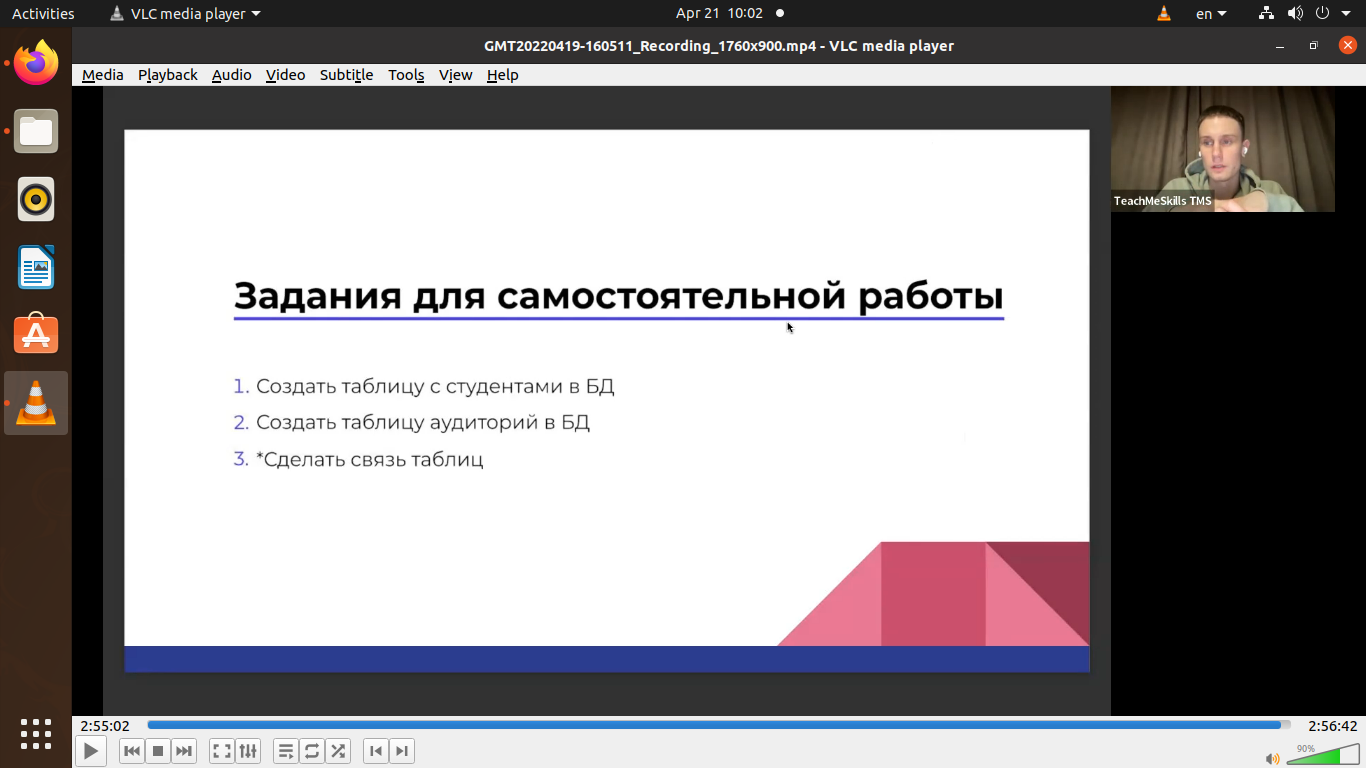 Activities
VLC media player
Apr 21 10:02
en
GMT20220419-160511_Recording_1760x900.mp4 - VLC media player
Media Playback Audio Video Subtitle Tools View Help
TeachMeSkills TMS
Задания для самостоятельной работы
1. Создать таблицу с студентами в БД
2. Создать таблицу аудиторий в БД
3. *Сделать связь таблиц
2:55:02
2:56:42
90%